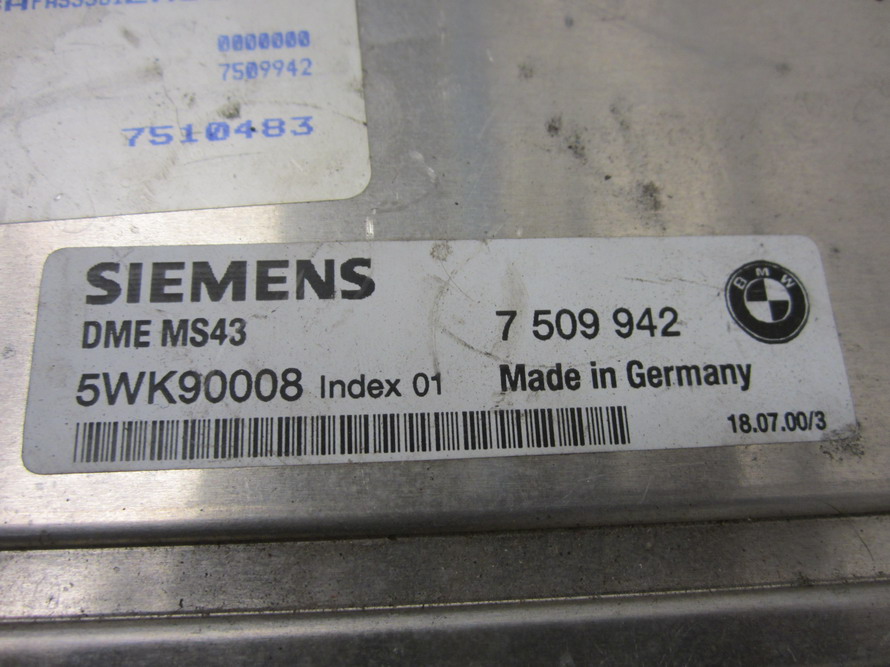 0000000
7509942
7510483
SIEMENS
DME MS43
7 509 942
BMW
5WK90008 Index 01
Made in Germany
18.07.00/3